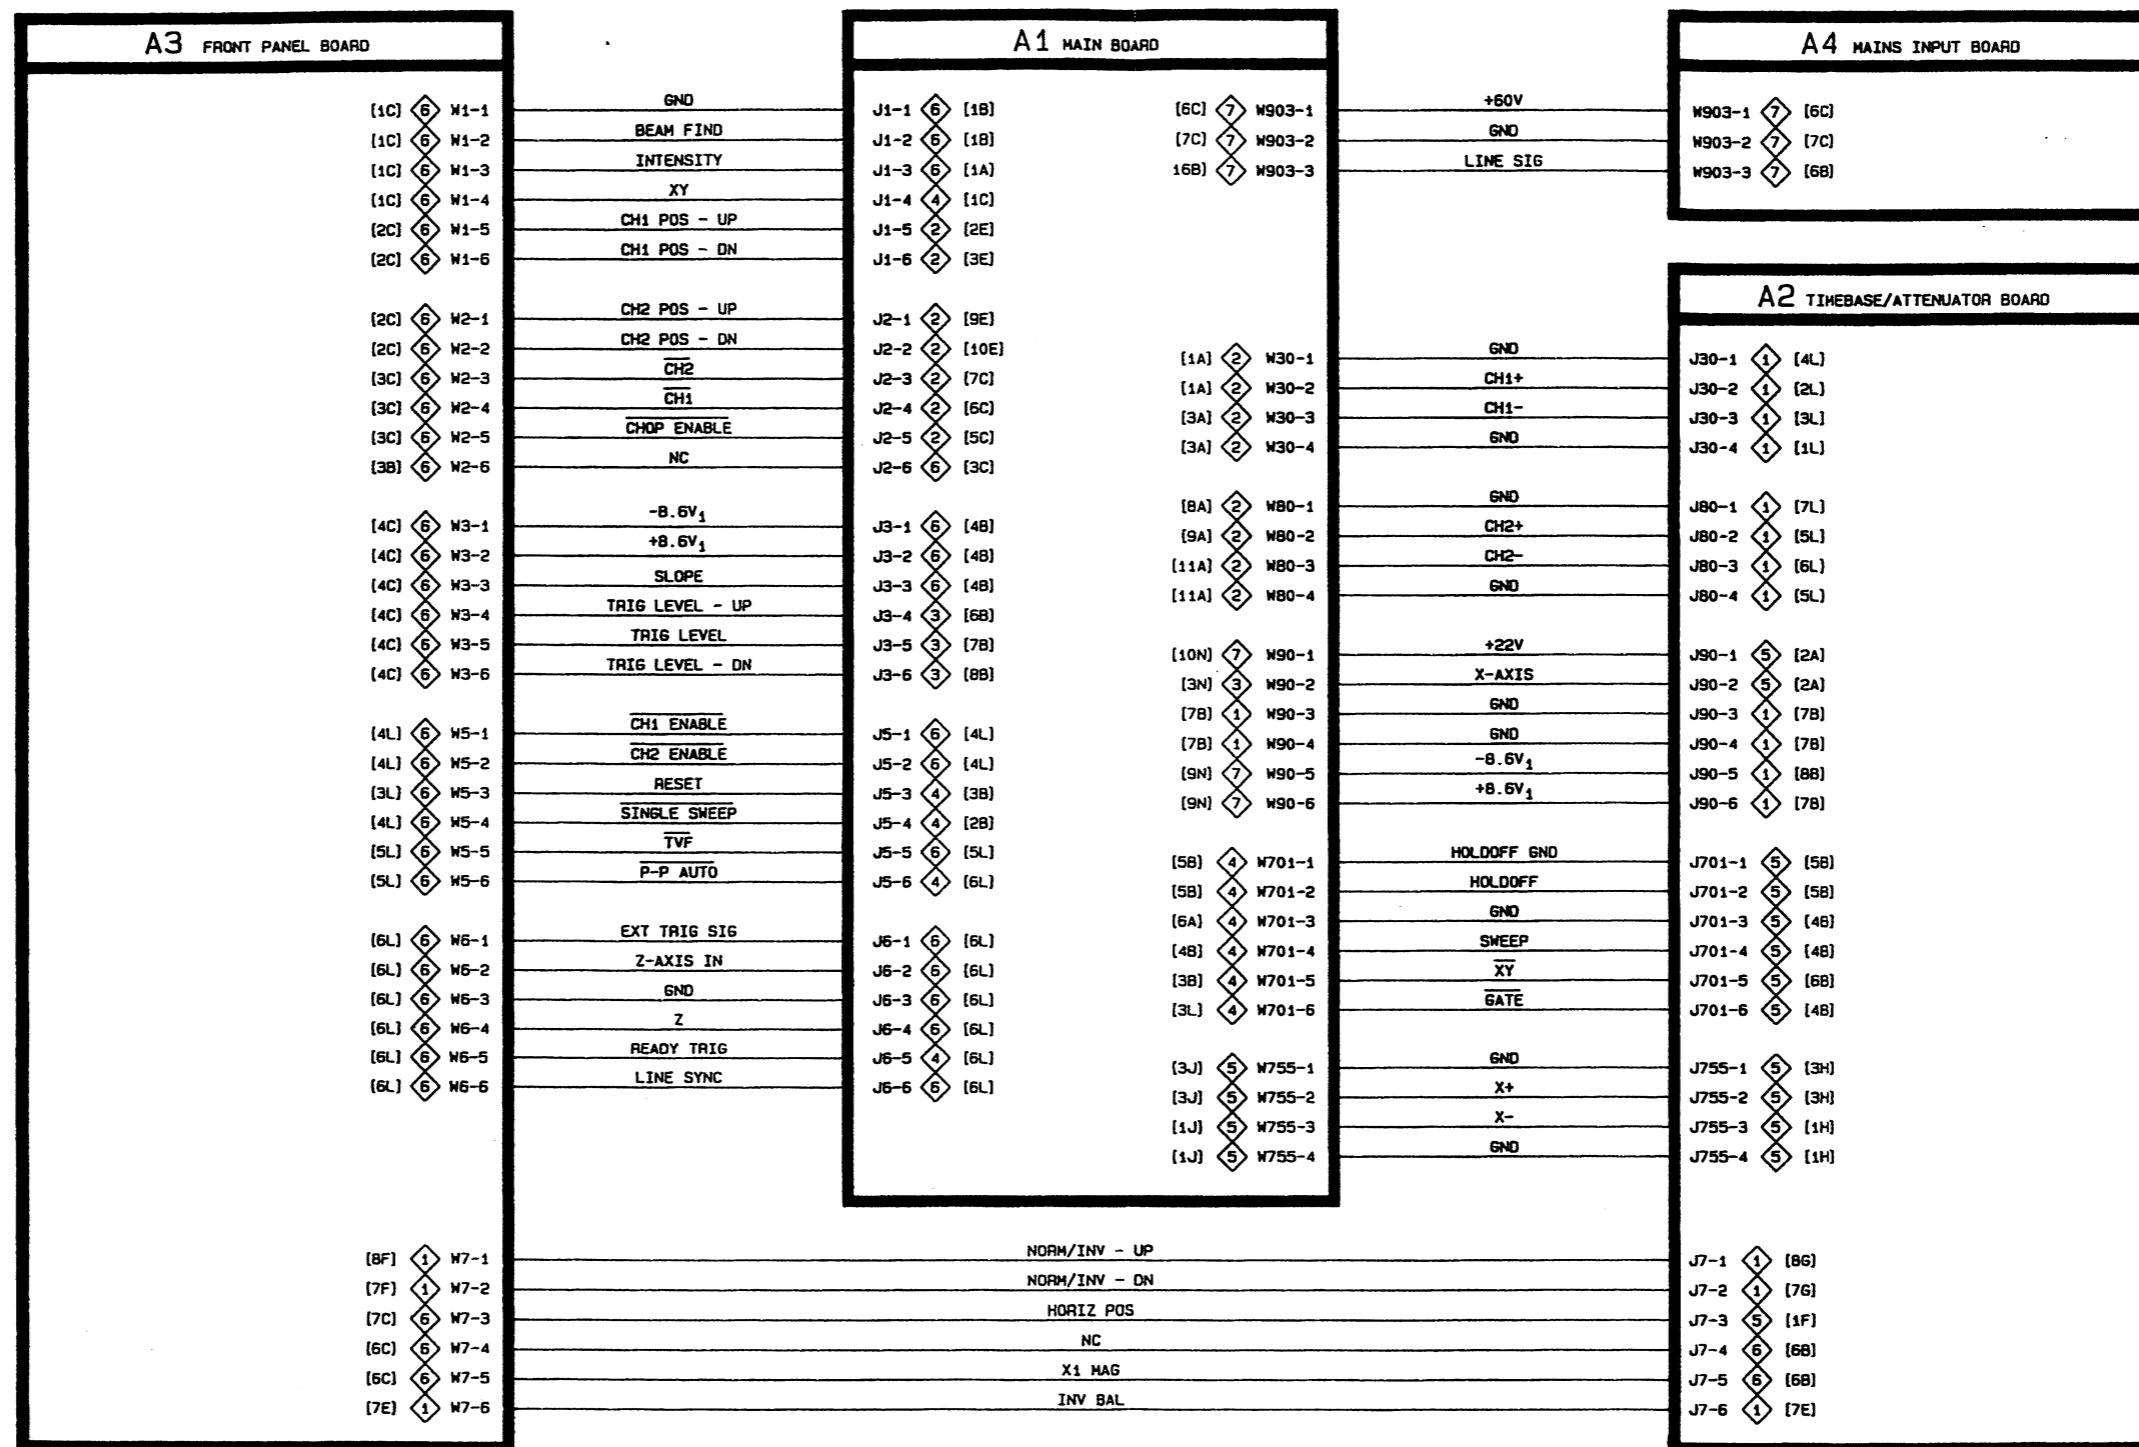 A3 FRONT PANEL BOARD
[1C] 6 W1-1 GND J1-1 6 [1B]
[1C] 6 W1-2 BEAM FIND J1-2 6 [1B]
[1C] 6 W1-3 INTENSITY J1-3 6 [1A]
[1C] 6 W1-4 XY J1-4 4 [1C]
[2C] 6 W1-5 CH1 POS - UP J1-5 2 [2E]
[2C] 6 W1-6 CH1 POS - DN J1-6 2 [3E]
[2C] 6 W2-1 CH2 POS - UP J2-1 2 [9E]
[2C] 6 W2-2 CH2 POS - DN J2-2 2 [10E]
[3C] 6 W2-3 C̅H̅2̅ J2-3 2 [7C]
[3C] 6 W2-4 C̅H̅1̅ J2-4 2 [6C]
[3C] 6 W2-5 C̅H̅O̅P̅ E̅N̅A̅B̅L̅E̅ J2-5 2 [5C]
[3B] 6 W2-6 NC J2-6 6 [3C]
[4C] 6 W3-1 -8.6V₁ J3-1 6 [4B]
[4C] 6 W3-2 +8.6V₁ J3-2 6 [4B]
[4C] 6 W3-3 SLOPE J3-3 6 [4B]
[4C] 6 W3-4 TRIG LEVEL - UP J3-4 3 [6B]
[4C] 6 W3-5 TRIG LEVEL J3-5 3 [7B]
[4C] 6 W3-6 TRIG LEVEL - DN J3-6 3 [8B]
[4L] 6 W5-1 C̅H̅1̅ E̅N̅A̅B̅L̅E̅ J5-1 6 [4L]
[4L] 6 W5-2 C̅H̅2̅ E̅N̅A̅B̅L̅E̅ J5-2 6 [4L]
[3L] 6 W5-3 RESET J5-3 4 [3B]
[4L] 6 W5-4 S̅I̅N̅G̅L̅E̅ S̅W̅E̅E̅P̅ J5-4 4 [2B]
[5L] 6 W5-5 T̅V̅F̅ J5-5 6 [5L]
[5L] 6 W5-6 P̅-̅P̅ A̅U̅T̅O̅ J5-6 4 [6L]
[6L] 6 W6-1 EXT TRIG SIG J6-1 6 [6L]
[6L] 6 W6-2 Z-AXIS IN J6-2 6 [6L]
[6L] 6 W6-3 GND J6-3 6 [6L]
[6L] 6 W6-4 Z J6-4 6 [6L]
[6L] 6 W6-5 READY TRIG J6-5 4 [6L]
[6L] 6 W6-6 LINE SYNC J6-6 6 [6L]
A1 MAIN BOARD
A4 MAINS INPUT BOARD
[6C] 7 W903-1 +60V W903-1 7 [6C]
[7C] 7 W903-2 GND W903-2 7 [7C]
16B] 7 W903-3 LINE SIG W903-3 7 [6B]
A2 TIMEBASE/ATTENUATOR BOARD
[1A] 2 W30-1 GND J30-1 1 [4L]
[1A] 2 W30-2 CH1+ J30-2 1 [2L]
[3A] 2 W30-3 CH1- J30-3 1 [3L]
[3A] 2 W30-4 GND J30-4 1 [1L]
[8A] 2 W80-1 GND J80-1 1 [7L]
[9A] 2 W80-2 CH2+ J80-2 1 [5L]
[11A] 2 W80-3 CH2- J80-3 1 [6L]
[11A] 2 W80-4 GND J80-4 1 [5L]
[10N] 7 W90-1 +22V J90-1 5 [2A]
[3N] 3 W90-2 X-AXIS J90-2 5 [2A]
[7B] 1 W90-3 GND J90-3 1 [7B]
[7B] 1 W90-4 GND J90-4 1 [7B]
[9N] 7 W90-5 -8.6V₁ J90-5 1 [8B]
[9N] 7 W90-6 +8.6V₁ J90-6 1 [7B]
[5B] 4 W701-1 HOLDOFF GND J701-1 5 [5B]
[5B] 4 W701-2 HOLDOFF J701-2 5 [5B]
[6A] 4 W701-3 GND J701-3 5 [4B]
[4B] 4 W701-4 SWEEP J701-4 5 [4B]
[3B] 4 W701-5 X̅Y̅ J701-5 5 [6B]
[3L] 4 W701-6 G̅A̅T̅E̅ J701-6 5 [4B]
[3J] 5 W755-1 GND J755-1 5 [3H]
[3J] 5 W755-2 X+ J755-2 5 [3H]
[1J] 5 W755-3 X- J755-3 5 [1H]
[1J] 5 W755-4 GND J755-4 5 [1H]
[8F] 1 W7-1 NORM/INV - UP J7-1 1 [8G]
[7F] 1 W7-2 NORM/INV - DN J7-2 1 [7G]
[7C] 6 W7-3 HORIZ POS J7-3 5 [1F]
[6C] 6 W7-4 NC J7-4 6 [6B]
[6C] 6 W7-5 X1 MAG J7-5 6 [6B]
[7E] 1 W7-6 INV BAL J7-6 1 [7E]